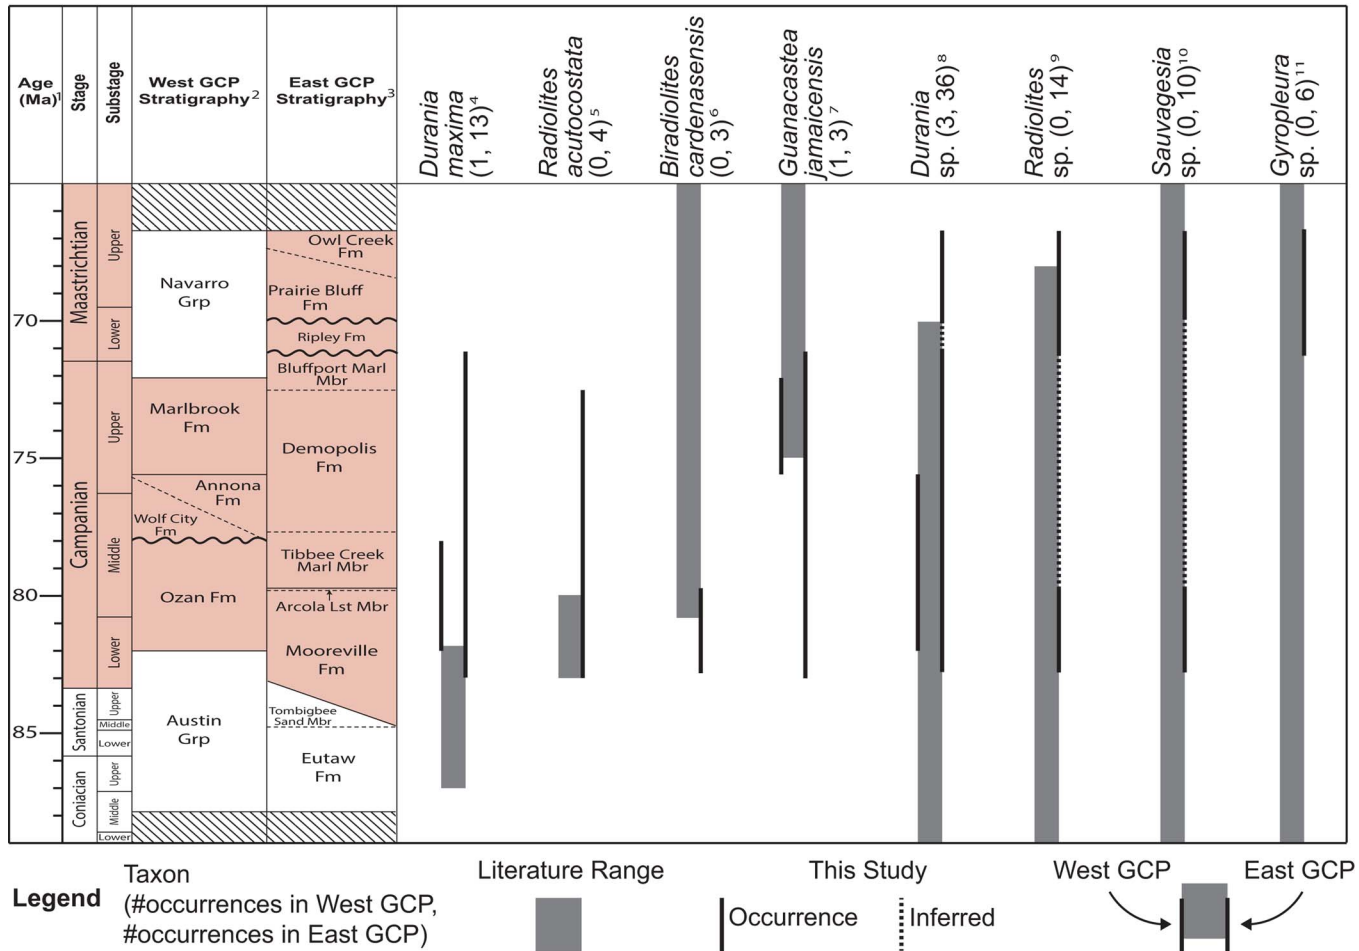 Age
(Ma)¹
Stage
Substage
West GCP
Stratigraphy²
East GCP
Stratigraphy³
Durania
maxima
(1, 13)⁴
Radiolites
acutocostata
(0, 4)⁵
Biradiolites
cardenasensis
(0, 3)⁶
Guanacastea
jamaicensis
(1, 3)⁷
Durania
sp. (3, 36)⁸
Radiolites
sp. (0, 14)⁹
Sauvagesia
sp. (0, 10)¹⁰
Gyropleura
sp. (0, 6)¹¹
70
75
80
85
Maastrichtian
Campanian
Santonian
Coniacian
Upper
Lower
Upper
Middle
Lower
Upper
Middle
Lower
Upper
Middle
Lower
Navarro
Grp
Marlbrook
Fm
Annona
Fm
Wolf City
Fm
Ozan Fm
Austin
Grp
Owl Creek
Fm
Prairie Bluff
Fm
Ripley Fm
Bluffport Marl
Mbr
Demopolis
Fm
Tibbee Creek
Marl Mbr
Arcola Lst Mbr
Mooreville
Fm
Tombigbee
Sand Mbr
Eutaw
Fm
Legend
Taxon
(#occurrences in West GCP,
#occurrences in East GCP)
Literature Range
This Study
Occurrence
Inferred
West GCP
East GCP